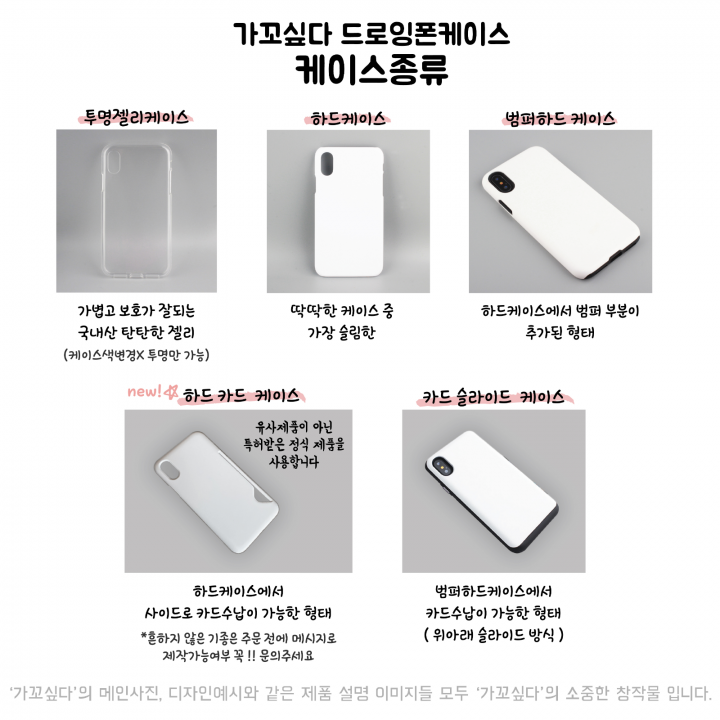 가꼬싶다 드로잉폰케이스
케이스종류
투명젤리케이스
하드케이스
범퍼하드 케이스
가볍고 보호가 잘되는
국내산 탄탄한 젤리
(케이스색변경X 투명만 가능)
딱딱한 케이스 중
가장 슬림한
하드케이스에서 범퍼 부분이
추가된 형태
new! 하드 카드 케이스
카드 슬라이드 케이스
유사제품이 아닌
특허받은 정식 제품을
사용합니다
하드케이스에서
사이드로 카드수납이 가능한 형태
*흔하지 않은 기종은 주문 전에 메시지로
제작가능여부 꼭 !! 문의주세요
범퍼하드케이스에서
카드수납이 가능한 형태
( 위아래 슬라이드 방식 )
'가꼬싶다'의 메인사진, 디자인예시와 같은 제품 설명 이미지들 모두 '가꼬싶다'의 소중한 창작물 입니다.